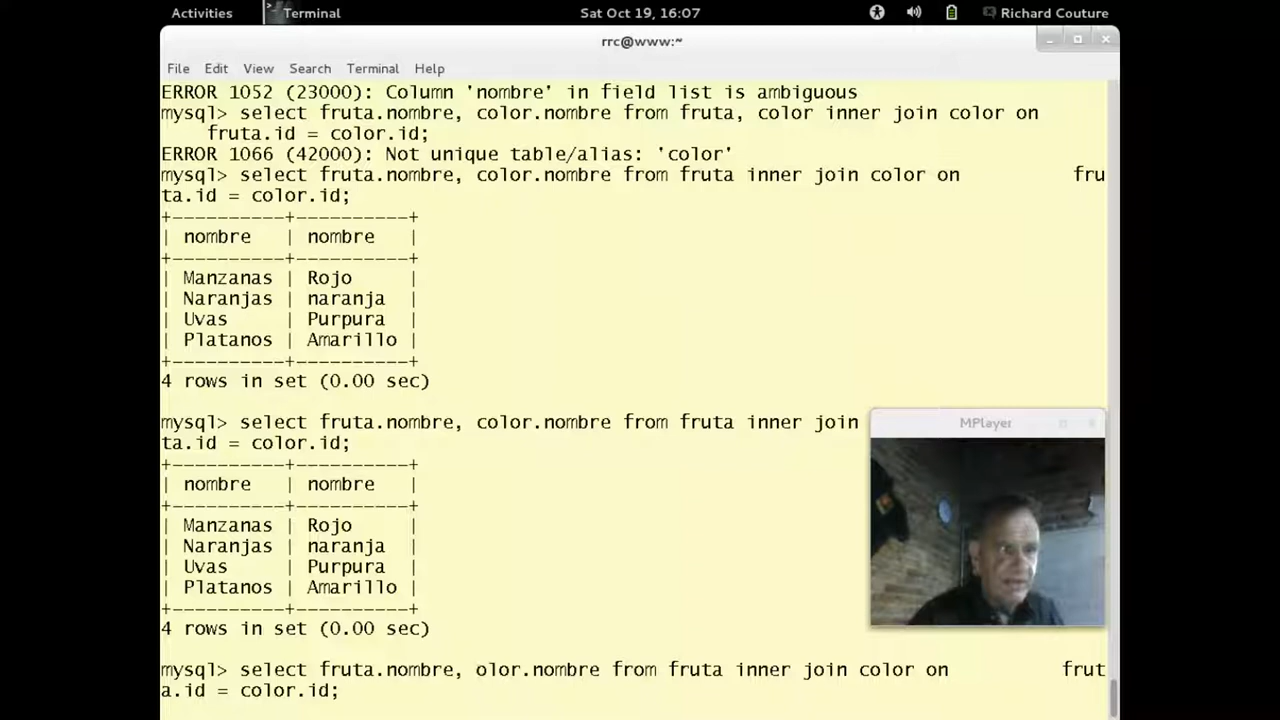 Activities Terminal Sat Oct 19, 16:07 Richard Couture
rrc@www:~
File Edit View Search Terminal Help
ERROR 1052 (23000): Column 'nombre' in field list is ambiguous
mysql> select fruta.nombre, color.nombre from fruta, color inner join color on
fruta.id = color.id;
ERROR 1066 (42000): Not unique table/alias: 'color'
mysql> select fruta.nombre, color.nombre from fruta inner join color on fru
ta.id = color.id;
+----------+----------+
| nombre | nombre |
+----------+----------+
| Manzanas | Rojo |
| Naranjas | naranja |
| Uvas | Purpura |
| Platanos | Amarillo |
+----------+----------+
4 rows in set (0.00 sec)
mysql> select fruta.nombre, color.nombre from fruta inner join
ta.id = color.id;
MPlayer
+----------+----------+
| nombre | nombre |
+----------+----------+
| Manzanas | Rojo |
| Naranjas | naranja |
| Uvas | Purpura |
| Platanos | Amarillo |
+----------+----------+
4 rows in set (0.00 sec)
mysql> select fruta.nombre, olor.nombre from fruta inner join color on frut
a.id = color.id;